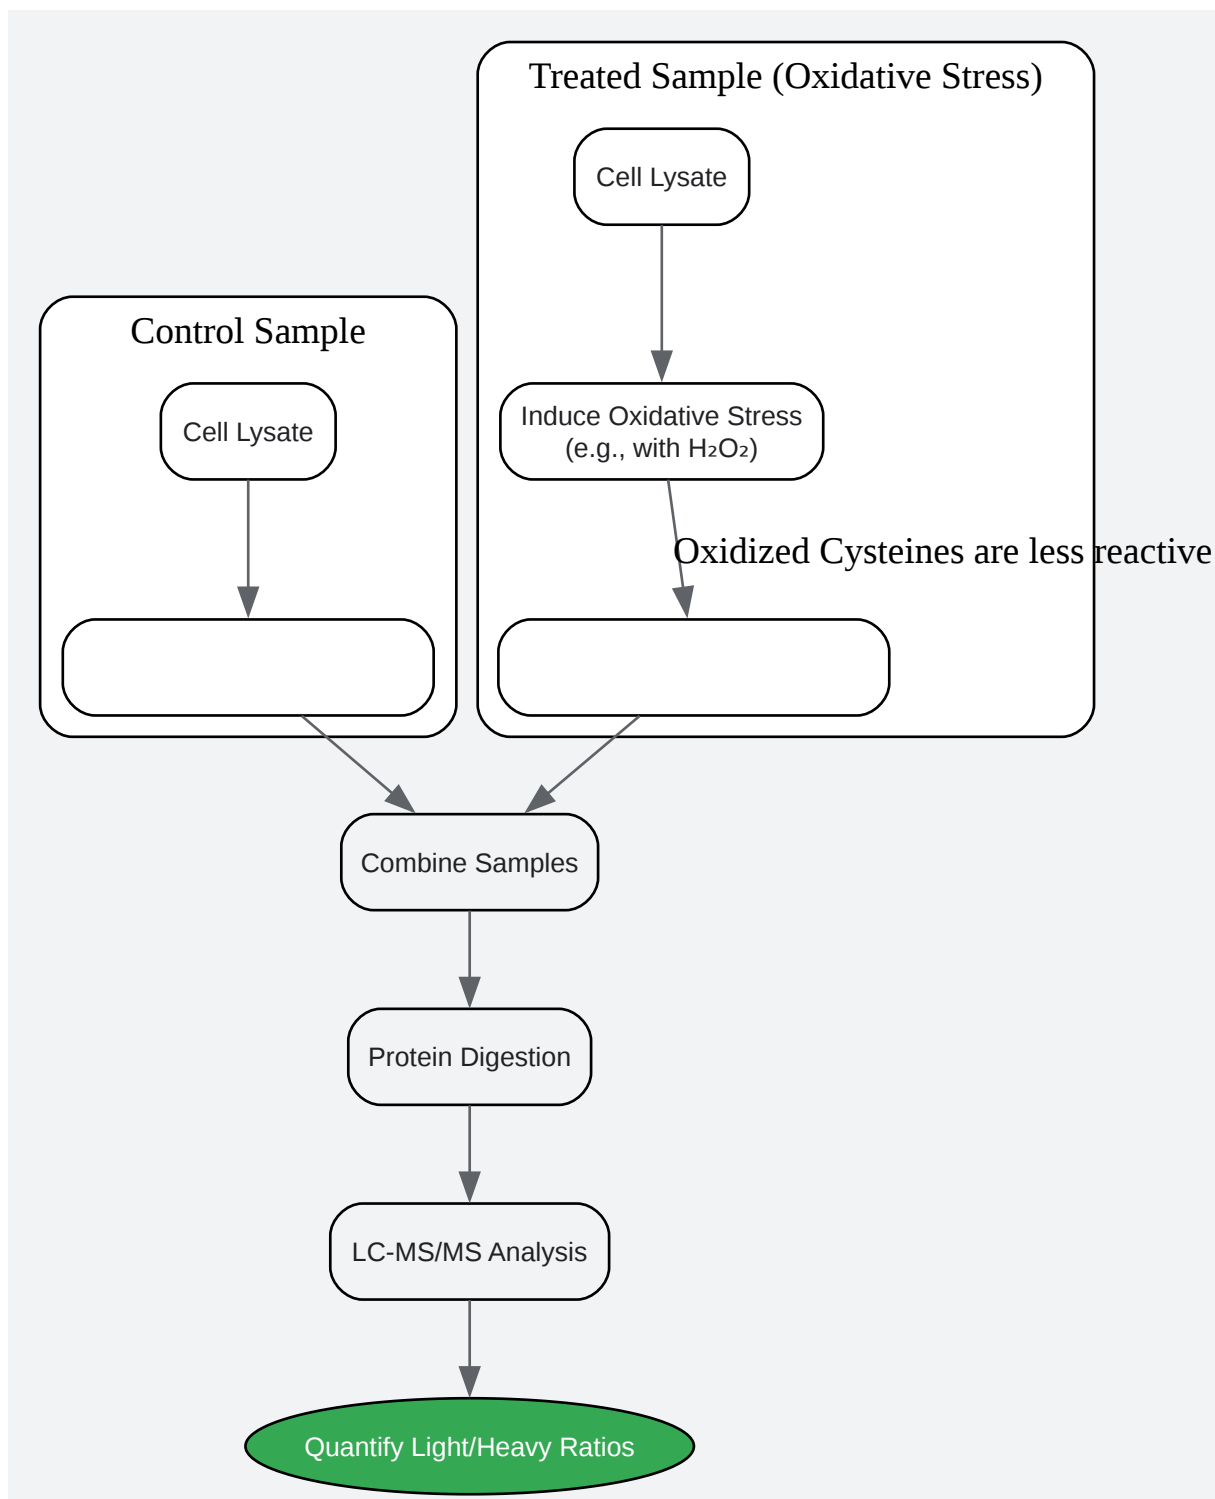 Treated Sample (Oxidative Stress)
Cell Lysate
Control Sample
Cell Lysate
Induce Oxidative Stress
(e.g., with H₂O₂)
Oxidized Cysteines are less reactive
Combine Samples
Protein Digestion
LC-MS/MS Analysis
Quantify Light/Heavy Ratios